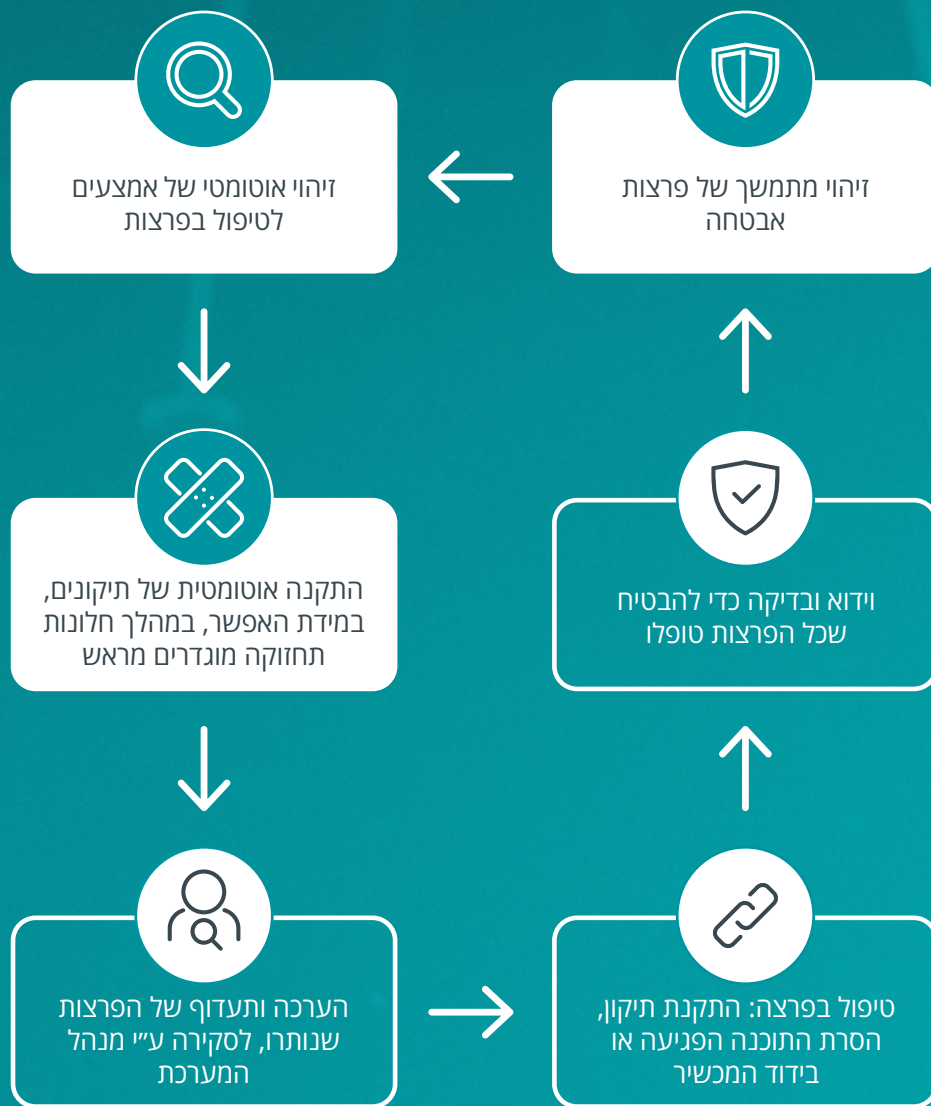 זיהוי מתמשך של פרצות
אבטחה
זיהוי אוטומטי של אמצעים
לטיפול בפרצות
התקנה אוטומטית של תיקונים,
במידת האפשר, במהלך חלונות
תחזוקה מוגדרים מראש
הערכה ותעדוף של הפרצות
שנותרו, לסקירה ע״י מנהל
המערכת
טיפול בפרצה: התקנת תיקון,
הסרת התוכנה הפגיעה או
בידוד המכשיר
וידוא ובדיקה כדי להבטיח
שכל הפרצות טופלו